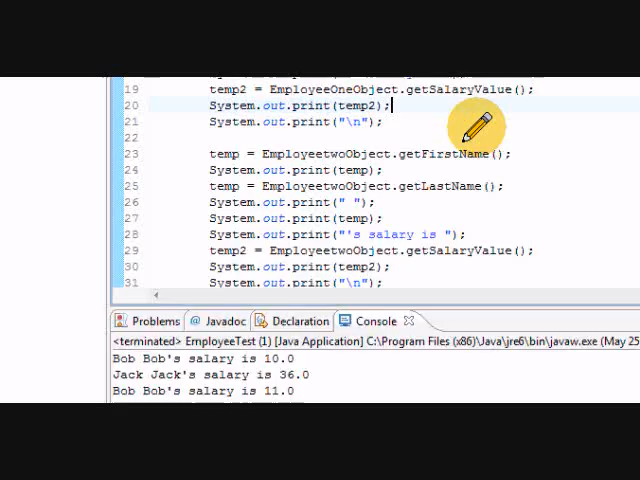 19 temp2 = EmployeeOneObject.getSalaryValue();
20 System.out.print(temp2);
21 System.out.print("\n");
22
23 temp = EmployeetwoObject.getFirstName();
24 System.out.print(temp);
25 temp = EmployeetwoObject.getLastName();
26 System.out.print(" ");
27 System.out.print(temp);
28 System.out.print("'s salary is ");
29 temp2 = EmployeetwoObject.getSalaryValue();
30 System.out.print(temp2);
31 System.out.print("\n");
Problems @ Javadoc Declaration Console
<terminated> EmployeeTest (1) [Java Application] C:\Program Files (x86)\Java\jre6\bin\javaw.exe (May 25
Bob Bob's salary is 10.0
Jack Jack's salary is 36.0
Bob Bob's salary is 11.0